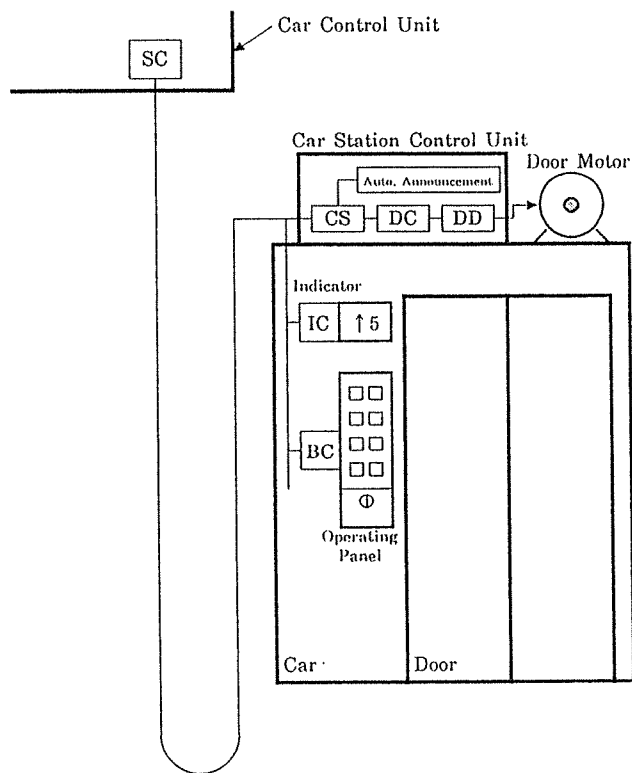 Car Control Unit
SC
Car Station Control Unit
Door Motor
Auto. Announcement
CS
DC
DD
Indicator
IC
↑ 5
BC
Operating
Panel
Car
Door